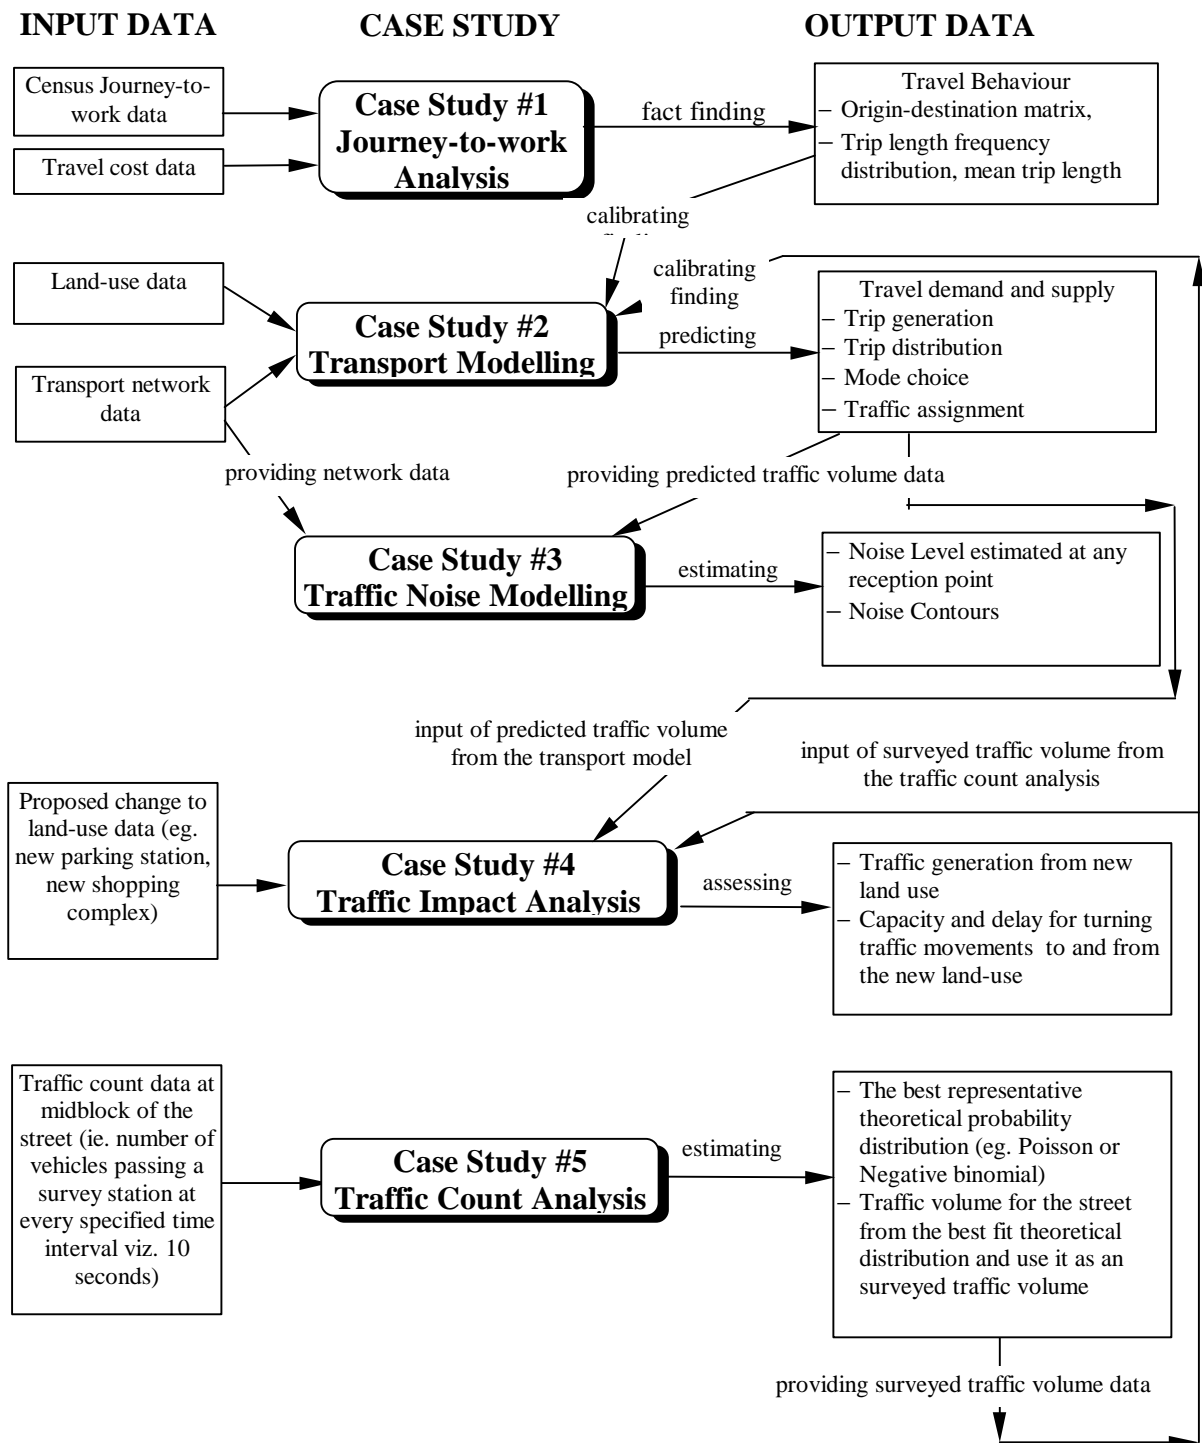 INPUT DATA
CASE STUDY
OUTPUT DATA
Census Journey-to-
work data
Travel cost data
Case Study #1
Journey-to-work
Analysis
fact finding
Travel Behaviour
– Origin-destination matrix,
– Trip length frequency
distribution, mean trip length
calibrating
Land-use data
Transport network
data
Case Study #2
Transport Modelling
calibrating
finding
predicting
Travel demand and supply
– Trip generation
– Trip distribution
– Mode choice
– Traffic assignment
providing network data
providing predicted traffic volume data
Case Study #3
Traffic Noise Modelling
estimating
– Noise Level estimated at any
reception point
– Noise Contours
input of predicted traffic volume
from the transport model
input of surveyed traffic volume from
the traffic count analysis
Proposed change to
land-use data (eg.
new parking station,
new shopping
complex)
Case Study #4
Traffic Impact Analysis
assessing
– Traffic generation from new
land use
– Capacity and delay for turning
traffic movements to and from
the new land-use
Traffic count data at
midblock of the
street (ie. number of
vehicles passing a
survey station at
every specified time
interval viz. 10
seconds)
Case Study #5
Traffic Count Analysis
estimating
– The best representative
theoretical probability
distribution (eg. Poisson or
Negative binomial)
– Traffic volume for the street
from the best fit theoretical
distribution and use it as an
surveyed traffic volume
providing surveyed traffic volume data